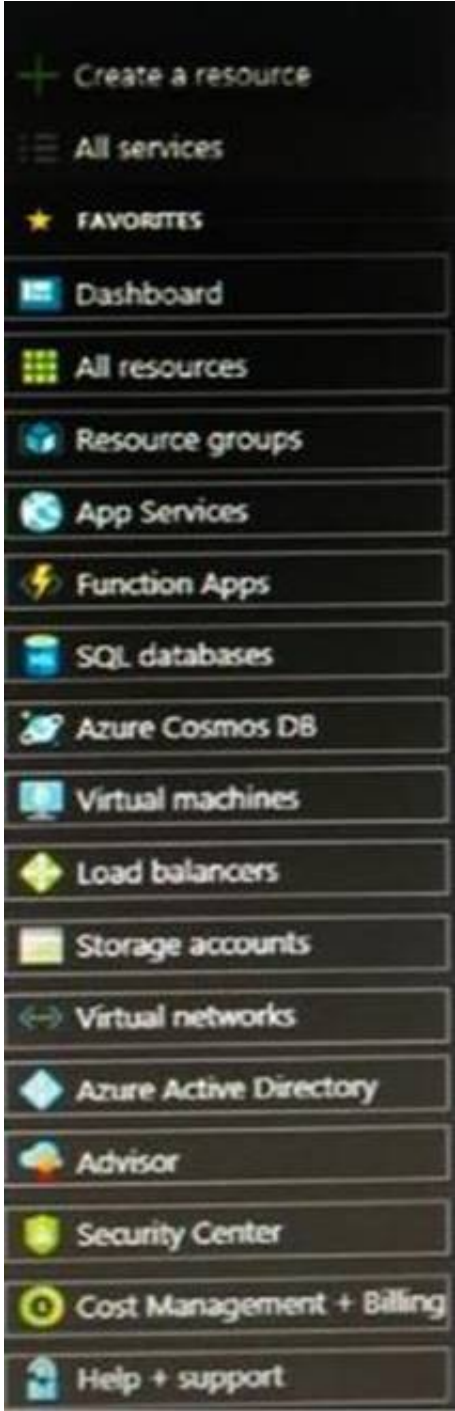 Create a resource
All services
FAVORITES
Dashboard
All resources
Resource groups
App Services
Function Apps
SQL databases
Azure Cosmos DB
Virtual machines
Load balancers
Storage accounts
Virtual networks
Azure Active Directory
Advisor
Security Center
Cost Management + Billing
Help + support